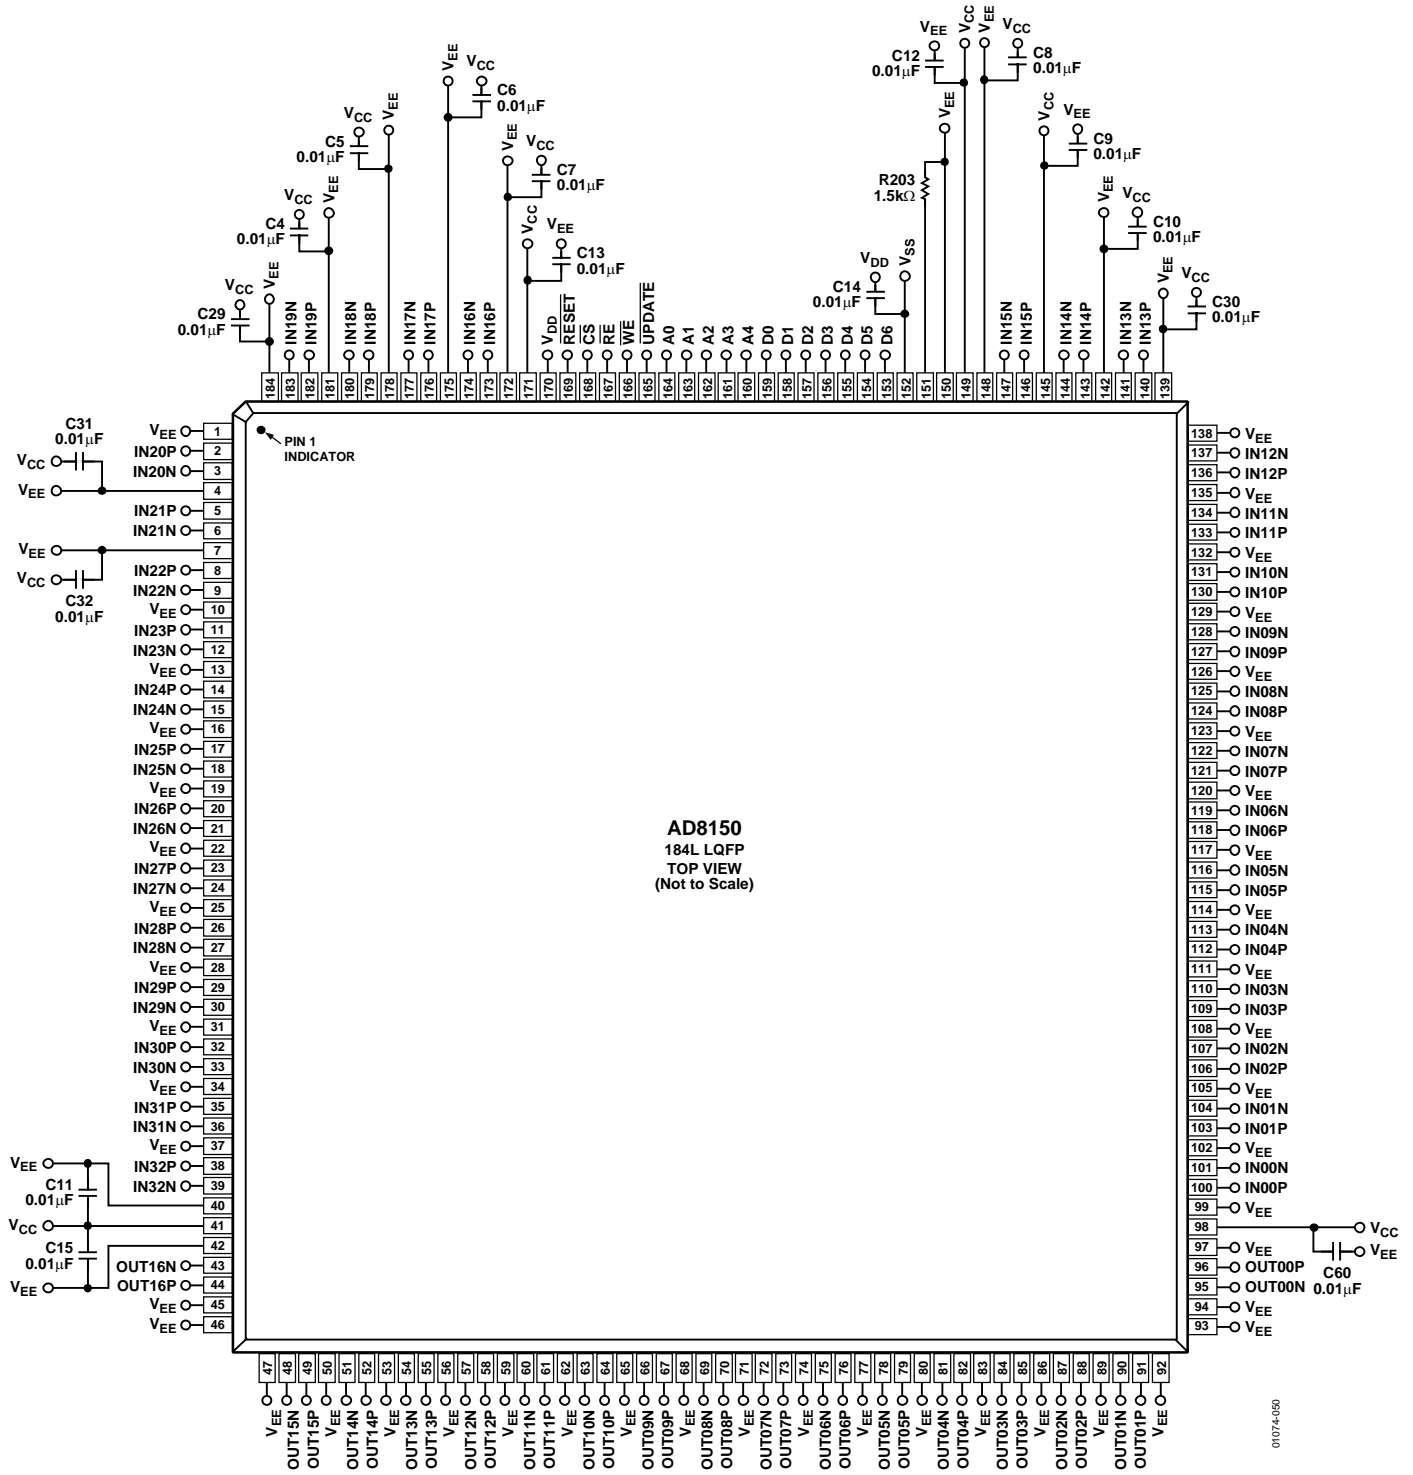 VEE
VCC
C6
0.01µF
VEE
C12
0.01µF
VCC
VEE
VCC
C8
0.01µF
VCC
C5
0.01µF
VEE
VEE
VCC
C7
0.01µF
R203
1.5kΩ
VEE
VCC
VEE
C9
0.01µF
VCC
C4
0.01µF
VEE
VCC
VEE
C13
0.01µF
VDD
C14
0.01µF
VSS
VEE
VCC
C10
0.01µF
VCC
C29
0.01µF
VEE
VEE
VCC
C30
0.01µF
IN19N
IN19P
IN18N
IN18P
IN17N
IN17P
IN16N
IN16P
VDD
RESET
CS
RE
WE
UPDATE
A0
A1
A2
A3
A4
D0
D1
D2
D3
D4
D5
D6
IN15N
IN15P
IN14N
IN14P
IN13N
IN13P
184 183 182 181 180 179 178 177 176 175 174 173 172 171 170 169 168 167 166 165 164 163 162 161 160 159 158 157 156 155 154 153 152 151 150 149 148 147 146 145 144 143 142 141 140 139
PIN 1
INDICATOR
C31
0.01µF
VCC
VEE
VEE
VCC
C32
0.01µF
VEE 1
IN20P 2
IN20N 3
4
IN21P 5
IN21N 6
7
IN22P 8
IN22N 9
VEE 10
IN23P 11
IN23N 12
VEE 13
IN24P 14
IN24N 15
VEE 16
IN25P 17
IN25N 18
VEE 19
IN26P 20
IN26N 21
VEE 22
IN27P 23
IN27N 24
VEE 25
IN28P 26
IN28N 27
VEE 28
IN29P 29
IN29N 30
VEE 31
IN30P 32
IN30N 33
VEE 34
IN31P 35
IN31N 36
VEE 37
IN32P 38
IN32N 39
40
41
42
OUT16N 43
OUT16P 44
VEE 45
VEE 46
VEE
C11
0.01µF
VCC
C15
0.01µF
VEE
AD8150
184L LQFP
TOP VIEW
(Not to Scale)
138 VEE
137 IN12N
136 IN12P
135 VEE
134 IN11N
133 IN11P
132 VEE
131 IN10N
130 IN10P
129 VEE
128 IN09N
127 IN09P
126 VEE
125 IN08N
124 IN08P
123 VEE
122 IN07N
121 IN07P
120 VEE
119 IN06N
118 IN06P
117 VEE
116 IN05N
115 IN05P
114 VEE
113 IN04N
112 IN04P
111 VEE
110 IN03N
109 IN03P
108 VEE
107 IN02N
106 IN02P
105 VEE
104 IN01N
103 IN01P
102 VEE
101 IN00N
100 IN00P
99 VEE
98
97 VEE
96 OUT00P
95 OUT00N
94 VEE
93 VEE
VCC
VEE
C60
0.01µF
47 48 49 50 51 52 53 54 55 56 57 58 59 60 61 62 63 64 65 66 67 68 69 70 71 72 73 74 75 76 77 78 79 80 81 82 83 84 85 86 87 88 89 90 91 92
VEE
OUT15N
OUT15P
VEE
OUT14N
OUT14P
VEE
OUT13N
OUT13P
VEE
OUT12N
OUT12P
VEE
OUT11N
OUT11P
VEE
OUT10N
OUT10P
VEE
OUT09N
OUT09P
VEE
OUT08N
OUT08P
VEE
OUT07N
OUT07P
VEE
OUT06N
OUT06P
VEE
OUT05N
OUT05P
VEE
OUT04N
OUT04P
VEE
OUT03N
OUT03P
VEE
OUT02N
OUT02P
VEE
OUT01N
OUT01P
VEE
01074-050